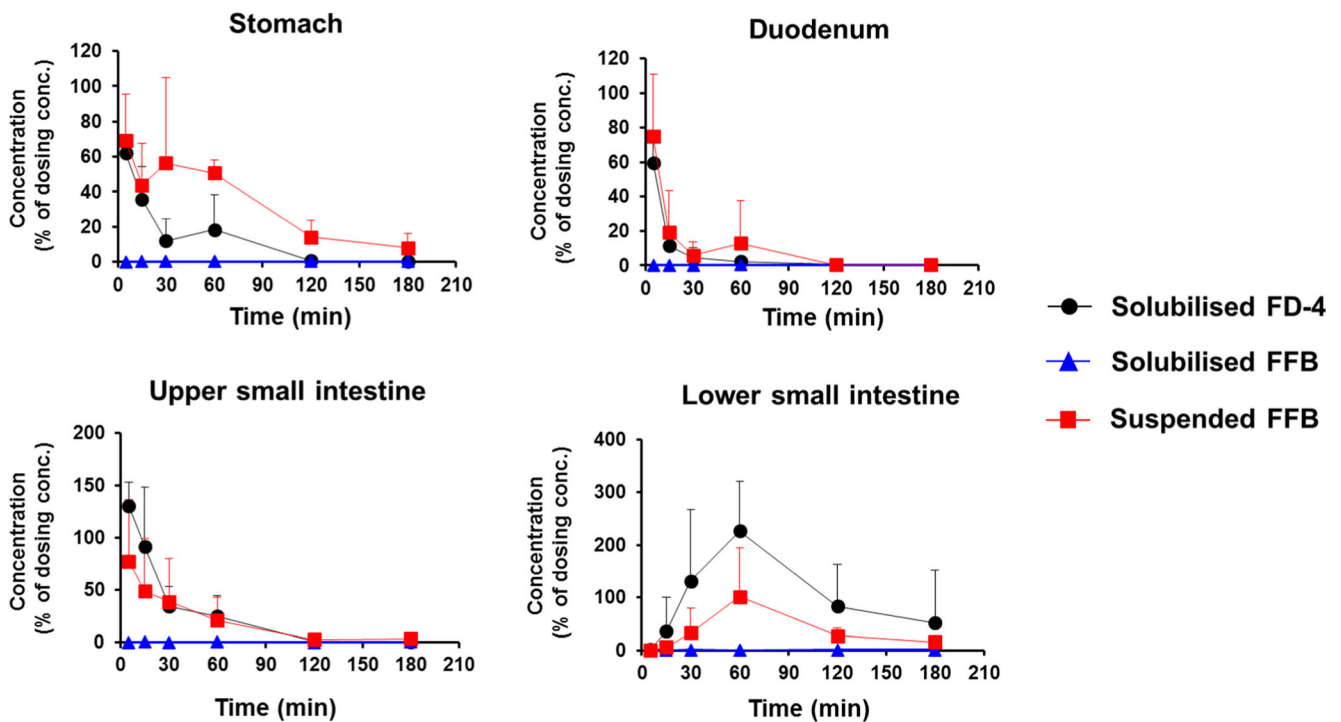 Stomach
Concentration
(% of dosing conc.)
120
100
80
60
40
20
0
0 30 60 90 120 150 180 210
Time (min)
Duodenum
Concentration
(% of dosing conc.)
120
100
80
60
40
20
0
0 30 60 90 120 150 180 210
Time (min)
Upper small intestine
Concentration
(% of dosing conc.)
200
150
100
50
0
0 30 60 90 120 150 180 210
Time (min)
Lower small intestine
Concentration
(% of dosing conc.)
400
300
200
100
0
0 30 60 90 120 150 180 210
Time (min)
Solubilised FD-4
Solubilised FFB
Suspended FFB